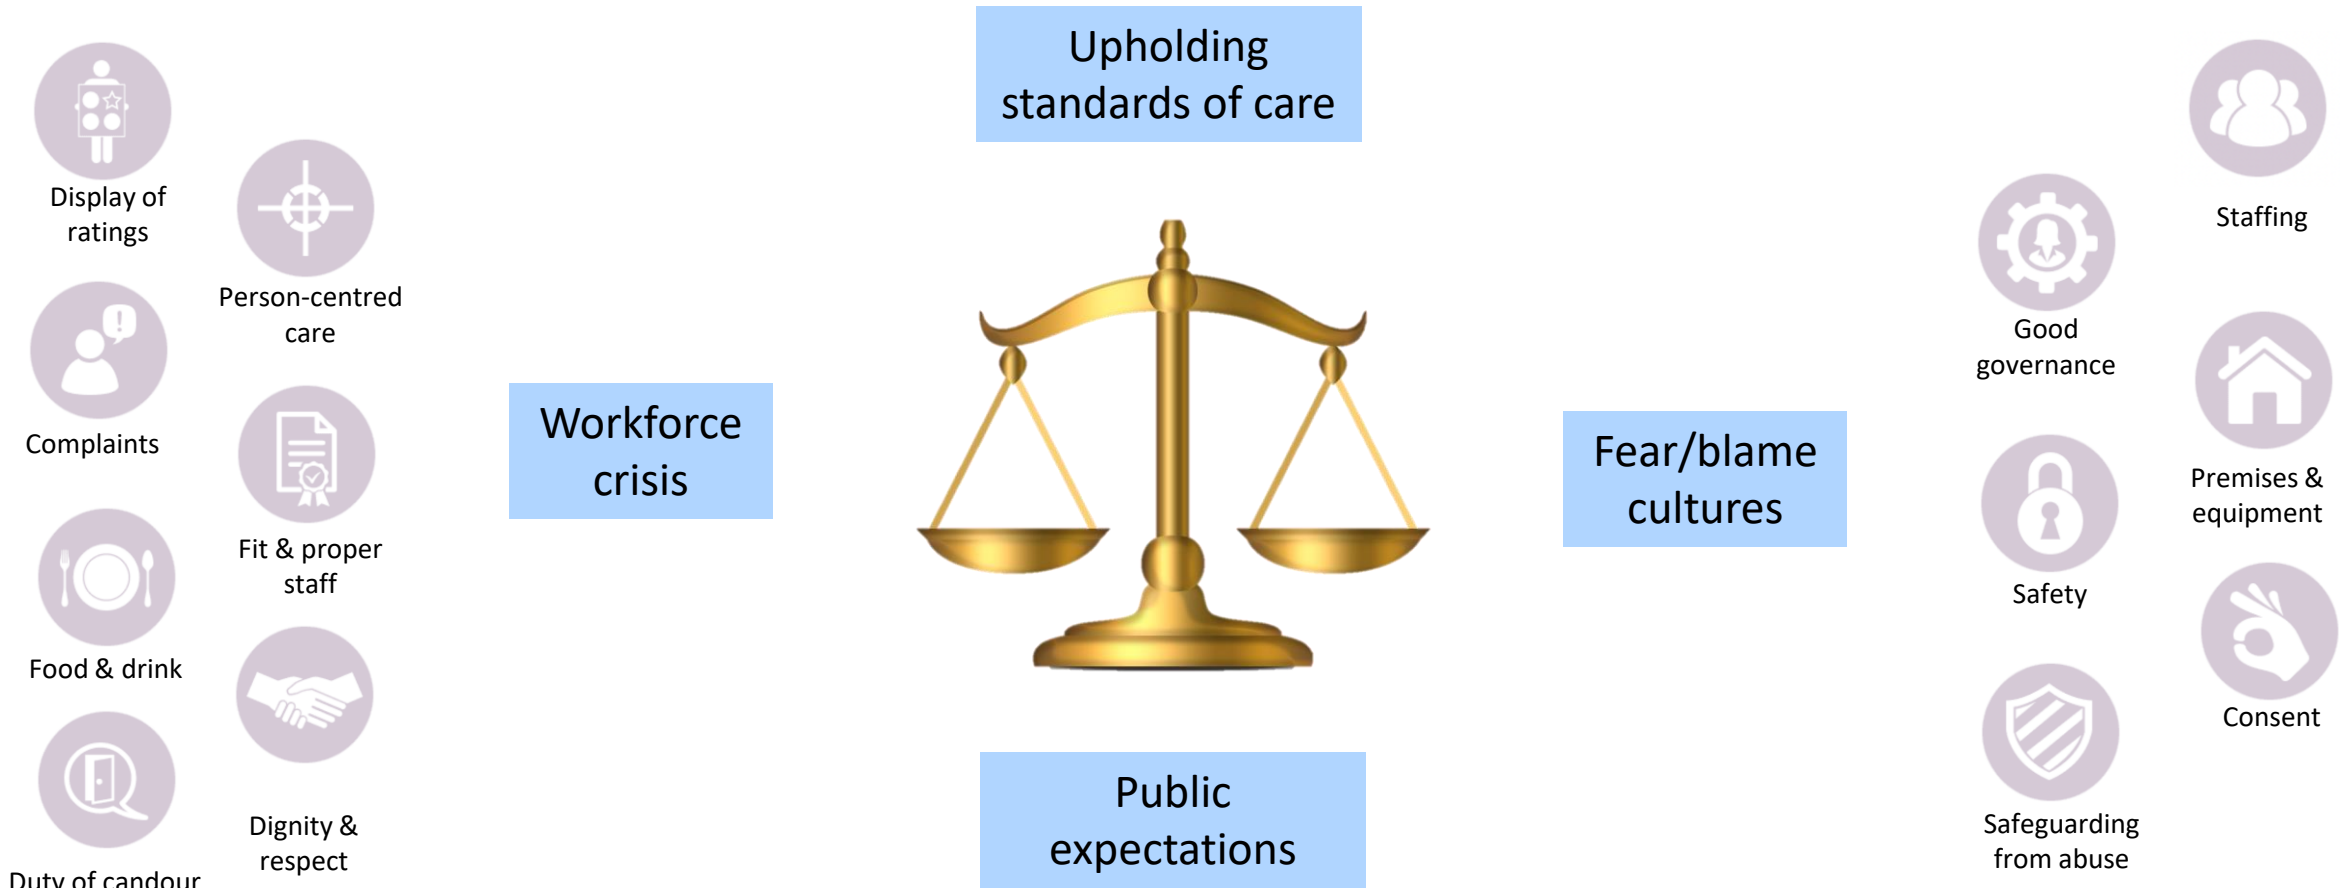 Upholding
standards of care
Display of
ratings
Person-centred
care
Complaints
Fit & proper
staff
Food & drink
Dignity &
respect
Duty of candour
Workforce
crisis
Fear/blame
cultures
Public
expectations
Staffing
Good
governance
Premises &
equipment
Safety
Consent
Safeguarding
from abuse